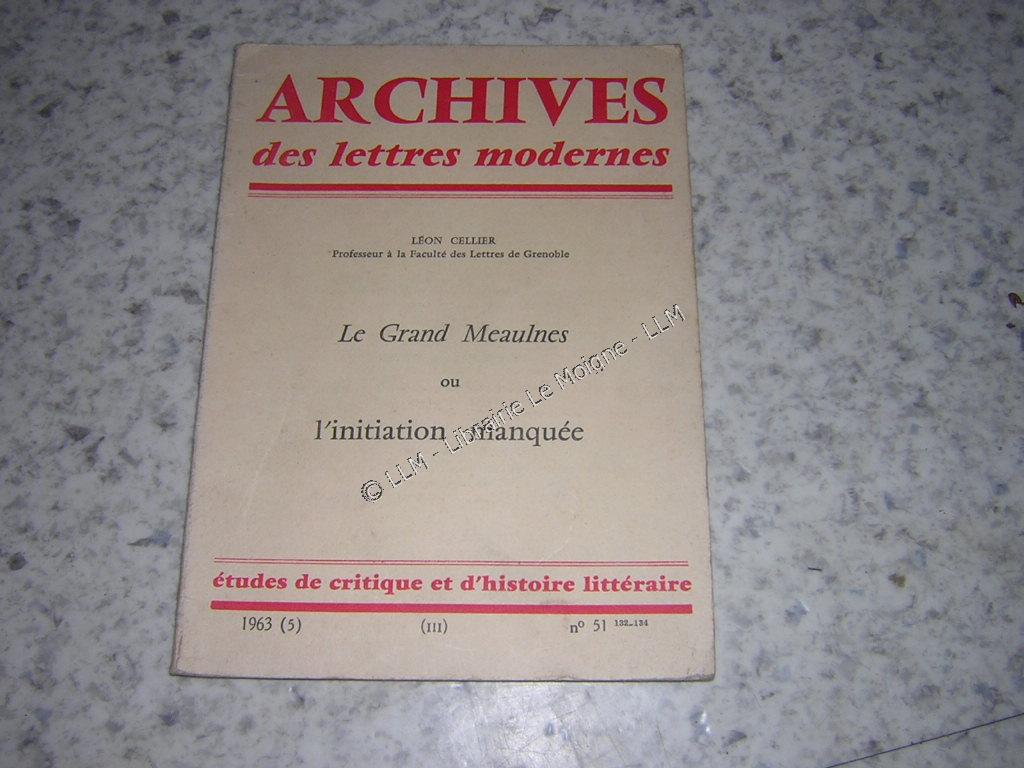 ARCHIVES
des lettres modernes
LÉON CELLIER
Professeur à la Faculté des Lettres de Grenoble
Le Grand Meaulnes
ou
l'initiation manquée
© LLM - Librairie Le Moigne - LLM
études de critique et d'histoire littéraire
1963 (5) (III) nº 51 132-134